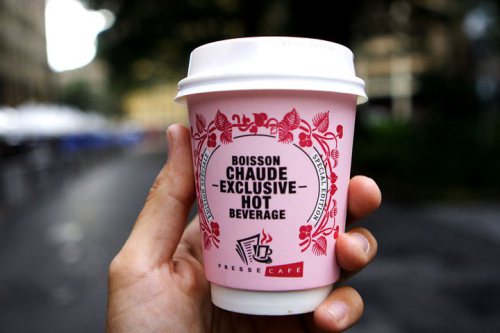 BOISSON
CHAUDE
-EXCLUSIVE-
HOT
BEVERAGE
SPECIAL EDITION
PRESSE CAFÉ